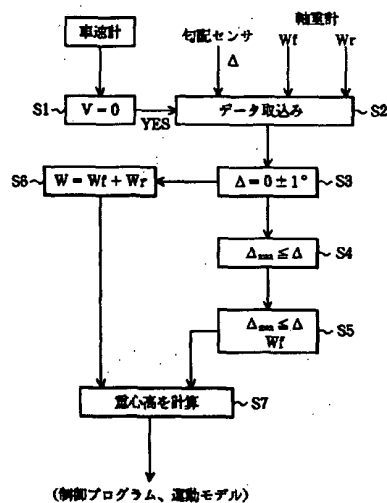 車速計
勾配センサ
Δ
軸重計
Wf
Wr
S1
V=0
YES
データ取込み
S2
S6
W=Wf+Wr
Δ=0±1°
S3
≦Δ
S4
≦Δ
Wf
S5
重心高を計算
S7
(制御プログラム、運動モデル)